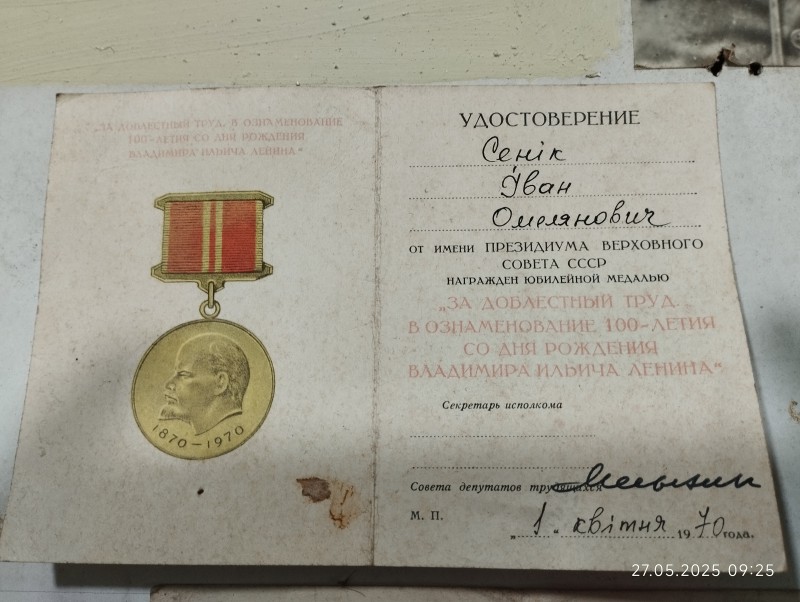 „ЗА ДОБЛЕСТНЫЙ ТРУД. В ОЗНАМЕНОВАНИЕ
100-ЛЕТИЯ СО ДНЯ РОЖДЕНИЯ
ВЛАДИМИРА ИЛЬИЧА ЛЕНИНА“
1870–1970
УДОСТОВЕРЕНИЕ
Сенік
Іван
Омелянович
ОТ ИМЕНИ ПРЕЗИДИУМА ВЕРХОВНОГО
СОВЕТА СССР
НАГРАЖДЕН ЮБИЛЕЙНОЙ МЕДАЛЬЮ
„ЗА ДОБЛЕСТНЫЙ ТРУД.
В ОЗНАМЕНОВАНИЕ 100-ЛЕТИЯ
СО ДНЯ РОЖДЕНИЯ
ВЛАДИМИРА ИЛЬИЧА ЛЕНИНА“
Секретарь исполкома
Совета депутатов трудящихся
М. П.
„1“ квітня 1970 года.
27.05.2025 09:25